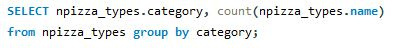 SELECT npizza_types.category, count(npizza_types.name)
from npizza_types group by category;